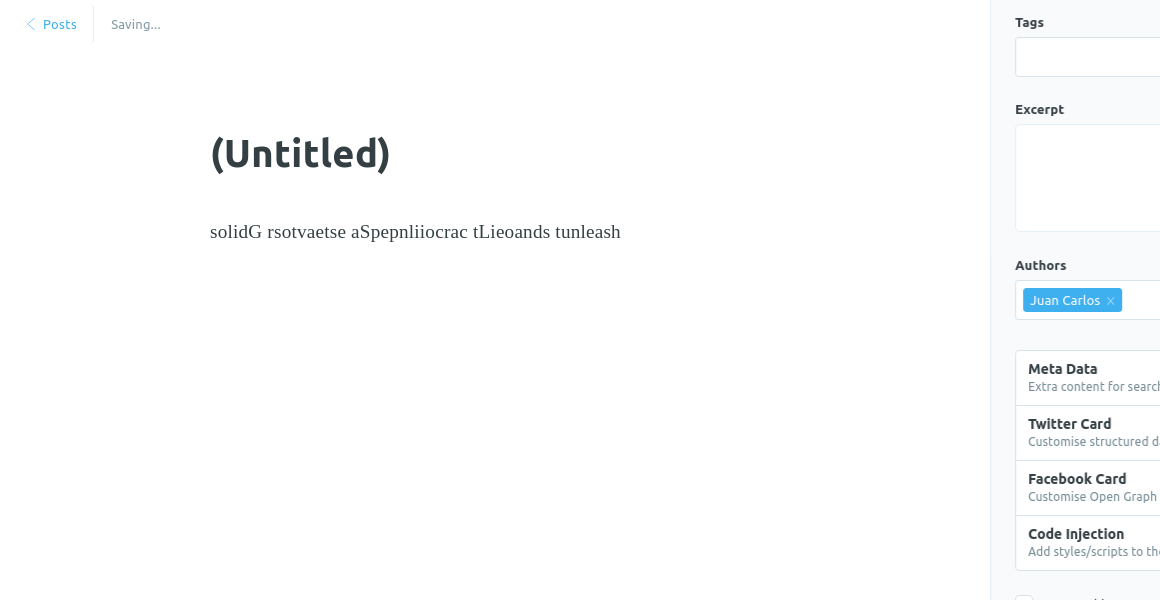 Posts
Saving...
(Untitled)
solidG rsotvaetse aSpepnliiocrac tLieoands tunleash
Tags
Excerpt
Authors
Juan Carlos
Meta Data
Extra content for search
Twitter Card
Customise structured d
Facebook Card
Customise Open Graph
Code Injection
Add styles/scripts to the